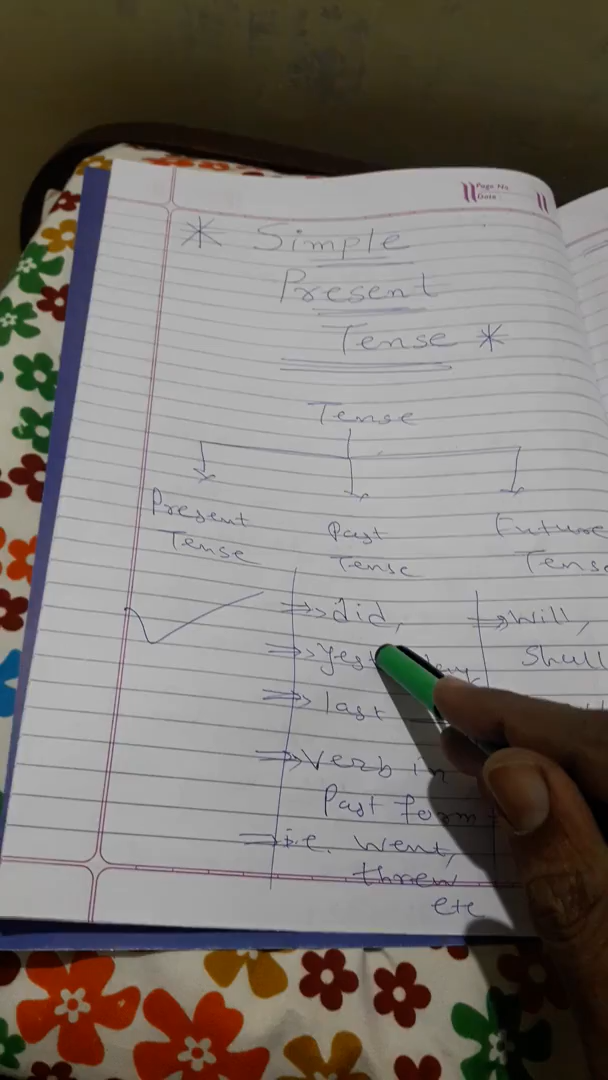 Page No
Date
* Simple
Present
Tense *
Tense
Present
Tense
Past
Tense
Future
Tense
⇒ did,
⇒
⇒ last
⇒ Verb in
Past form
⇒ i.e. went,
threw
etc
⇒ Will,
Shall